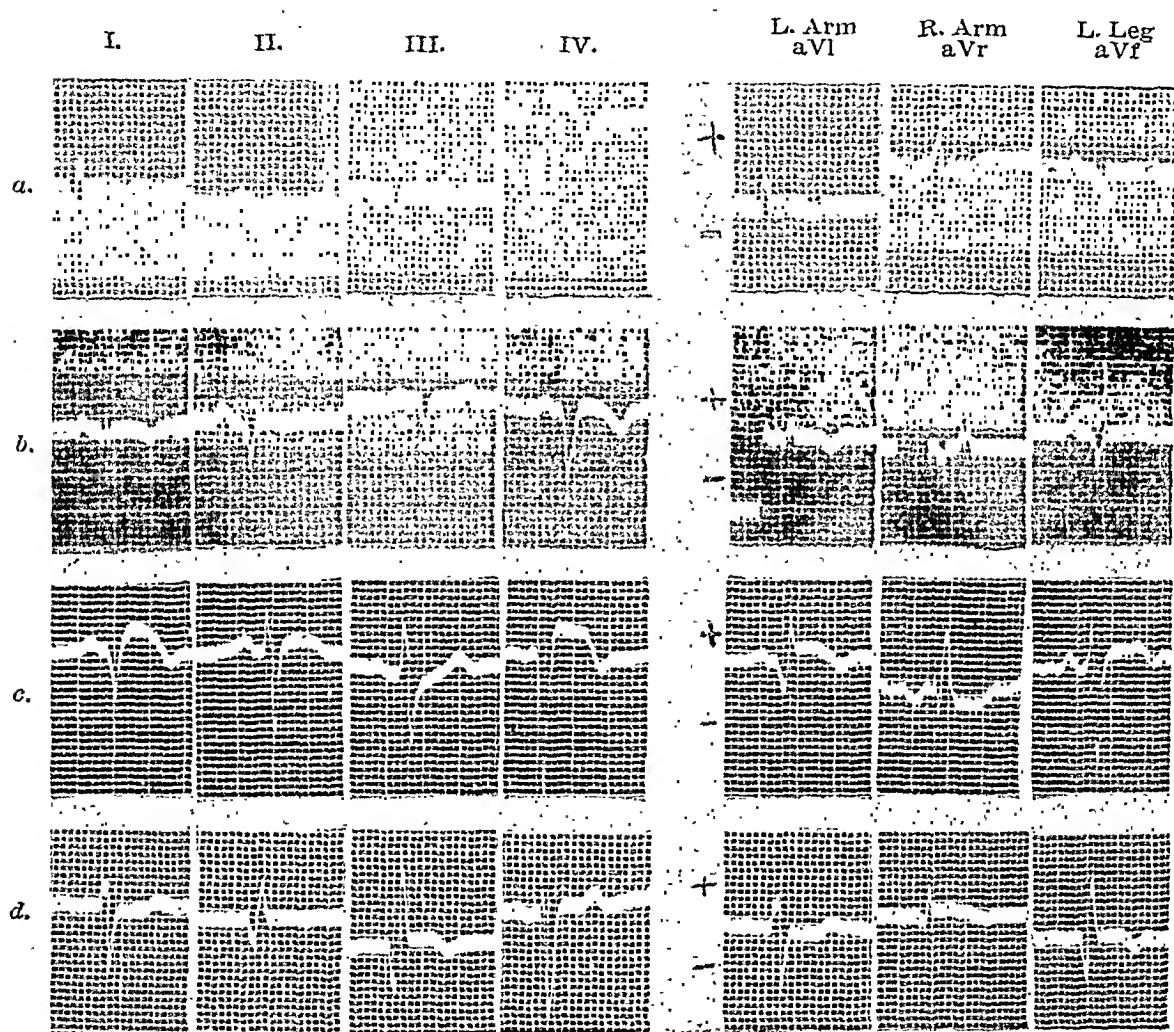 I. II. III. IV. L. Arm aVl R. Arm aVr L. Leg aVf
a. + =
b. + -
c. + -
d. + -